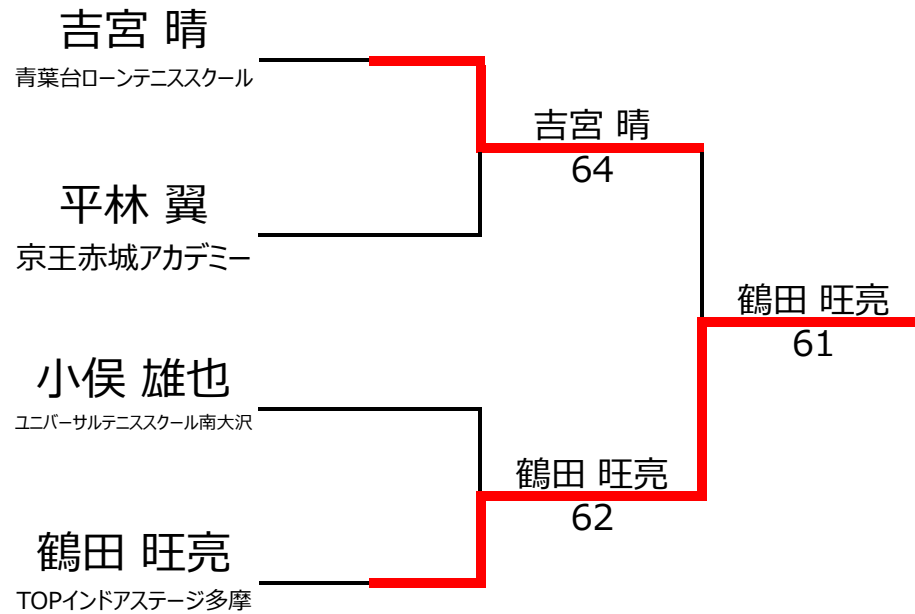 吉宮 晴
青葉台ローンテニススクール
吉宮 晴
64
平林 翼
京王赤城アカデミー
鶴田 旺亮
61
小俣 雄也
ユニバーサルテニススクール南大沢
鶴田 旺亮
62
鶴田 旺亮
TOPインドアステージ多摩